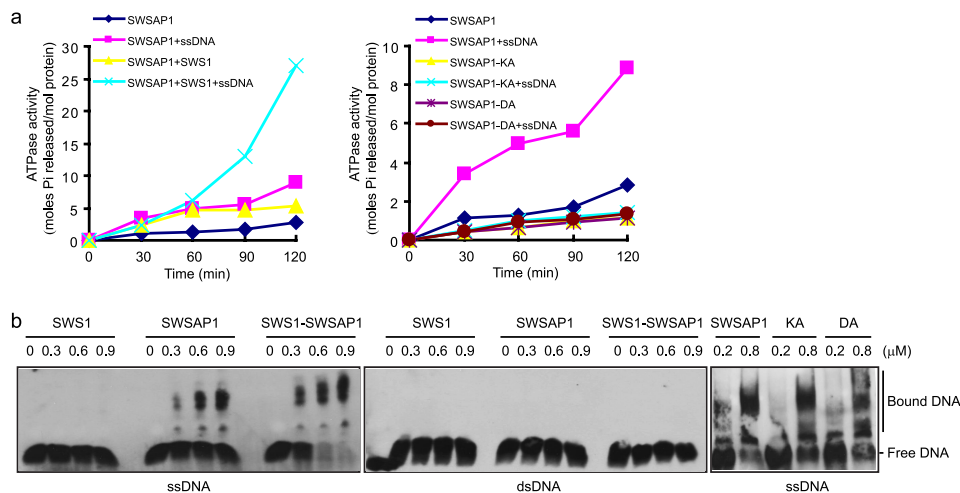 a
SWSAP1
SWSAP1+ssDNA
SWSAP1+SWS1
SWSAP1+SWS1+ssDNA
ATPase activity
(moles Pi released/mol protein)
30
25
20
15
10
5
0
0 30 60 90 120
Time (min)
SWSAP1
SWSAP1+ssDNA
SWSAP1-KA
SWSAP1-KA+ssDNA
SWSAP1-DA
SWSAP1-DA+ssDNA
ATPase activity
(moles Pi released/mol protein)
10
8
6
4
2
0
0 30 60 90 120
Time (min)
b
SWS1 SWSAP1 SWS1-SWSAP1 SWS1 SWSAP1 SWS1-SWSAP1 SWSAP1 KA DA
0 0.3 0.6 0.9 0 0.3 0.6 0.9 0 0.3 0.6 0.9 0 0.3 0.6 0.9 0 0.3 0.6 0.9 0 0.3 0.6 0.9 0.2 0.8 0.2 0.8 0.2 0.8 (μM)
Bound DNA
Free DNA
ssDNA dsDNA ssDNA